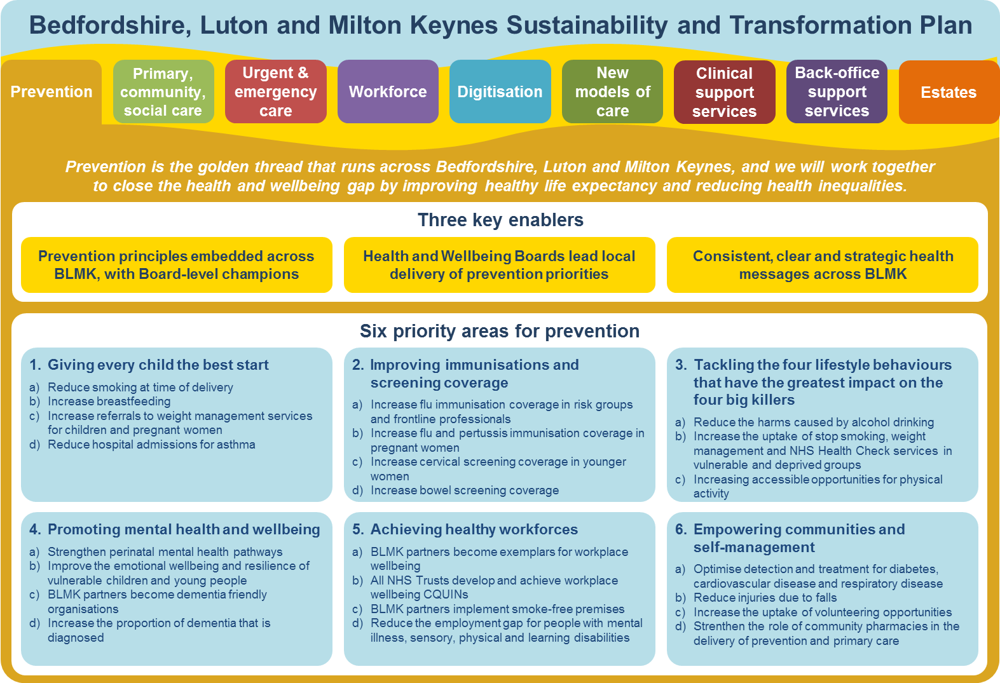 Bedfordshire, Luton and Milton Keynes Sustainability and Transformation Plan
Prevention
Primary,
community,
social care
Urgent &
emergency
care
Workforce
Digitisation
New
models of
care
Clinical
support
services
Back-office
support
services
Estates
Prevention is the golden thread that runs across Bedfordshire, Luton and Milton Keynes, and we will work together
to close the health and wellbeing gap by improving healthy life expectancy and reducing health inequalities.
Three key enablers
Prevention principles embedded across
BLMK, with Board-level champions
Health and Wellbeing Boards lead local
delivery of prevention priorities
Consistent, clear and strategic health
messages across BLMK
Six priority areas for prevention
1. Giving every child the best start
a) Reduce smoking at time of delivery
b) Increase breastfeeding
c) Increase referrals to weight management services
for children and pregnant women
d) Reduce hospital admissions for asthma
2. Improving immunisations and
screening coverage
a) Increase flu immunisation coverage in risk groups
and frontline professionals
b) Increase flu and pertussis immunisation coverage in
pregnant women
c) Increase cervical screening coverage in younger
women
d) Increase bowel screening coverage
3. Tackling the four lifestyle behaviours
that have the greatest impact on the
four big killers
a) Reduce the harms caused by alcohol drinking
b) Increase the uptake of stop smoking, weight
management and NHS Health Check services in
vulnerable and deprived groups
c) Increasing accessible opportunities for physical
activity
4. Promoting mental health and wellbeing
a) Strengthen perinatal mental health pathways
b) Improve the emotional wellbeing and resilience of
vulnerable children and young people
c) BLMK partners become dementia friendly
organisations
d) Increase the proportion of dementia that is
diagnosed
5. Achieving healthy workforces
a) BLMK partners become exemplars for workplace
wellbeing
b) All NHS Trusts develop and achieve workplace
wellbeing CQUINs
c) BLMK partners implement smoke-free premises
d) Reduce the employment gap for people with mental
illness, sensory, physical and learning disabilities
6. Empowering communities and
self-management
a) Optimise detection and treatment for diabetes,
cardiovascular disease and respiratory disease
b) Reduce injuries due to falls
c) Increase the uptake of volunteering opportunities
d) Strenthen the role of community pharmacies in the
delivery of prevention and primary care